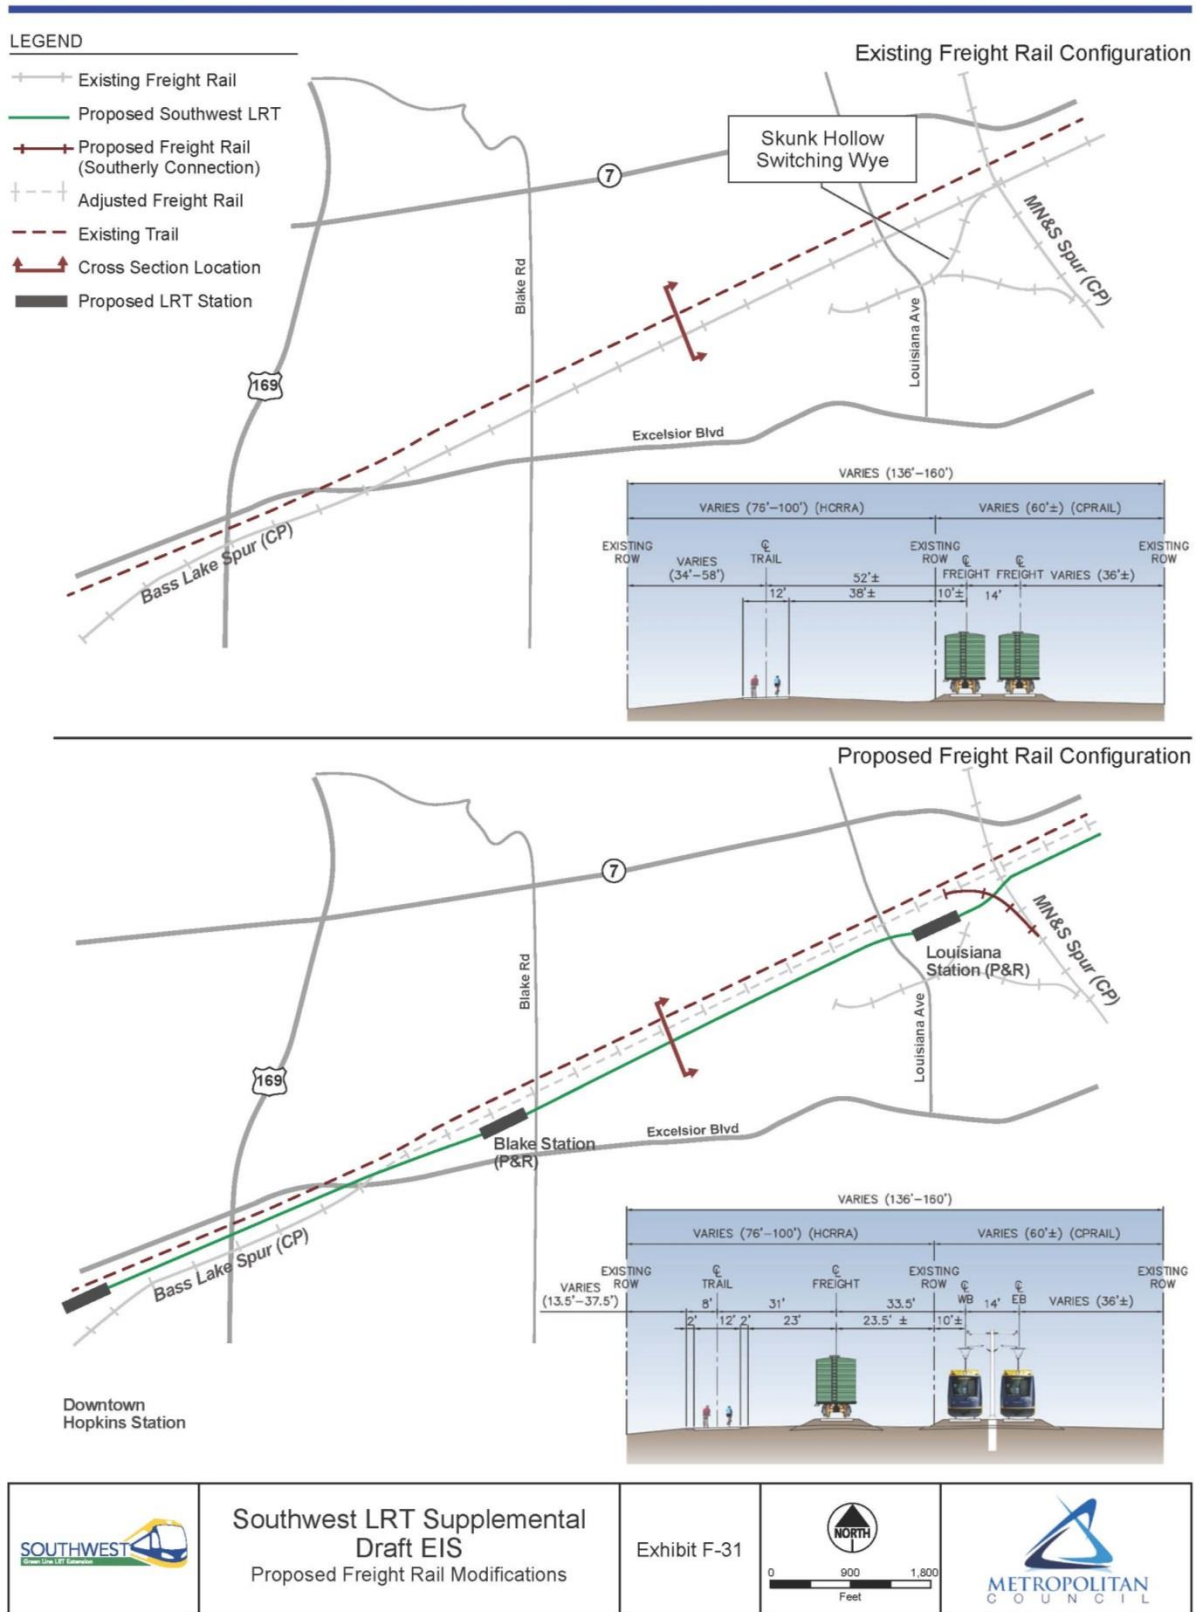 LEGEND
Existing Freight Rail
Proposed Southwest LRT
Proposed Freight Rail
(Southerly Connection)
Adjusted Freight Rail
Existing Trail
Cross Section Location
Proposed LRT Station
Existing Freight Rail Configuration
Skunk Hollow
Switching Wye
7
MN&S Spur (CP)
Blake Rd
Louisiana Ave
169
Excelsior Blvd
Bass Lake Spur (CP)
VARIES (136'-160')
VARIES (76'-100') (HCRRA)
VARIES (60'±) (CPRAIL)
EXISTING
ROW
VARIES
(34'-58')
℄
TRAIL
52'±
EXISTING
ROW
℄
FREIGHT
℄
FREIGHT
VARIES (36'±)
EXISTING
ROW
12'
38'±
10'±
14'
Proposed Freight Rail Configuration
7
MN&S Spur (CP)
Louisiana
Station (P&R)
Blake Rd
Louisiana Ave
169
Excelsior Blvd
Blake Station
(P&R)
Bass Lake Spur (CP)
Downtown
Hopkins Station
VARIES (136'-160')
VARIES (76'-100') (HCRRA)
VARIES (60'±) (CPRAIL)
VARIES
(13.5'-37.5')
EXISTING
ROW
℄
TRAIL
℄
FREIGHT
EXISTING
ROW
℄
WB
℄
EB
EXISTING
ROW
8'
31'
33.5'
14'
VARIES (36'±)
2'
12'
2'
23'
23.5' ±
10'±
SOUTHWEST
Green Line LRT Extension
Southwest LRT Supplemental
Draft EIS
Proposed Freight Rail Modifications
Exhibit F-31
NORTH
0 900 1,800
Feet
METROPOLITAN
COUNCIL